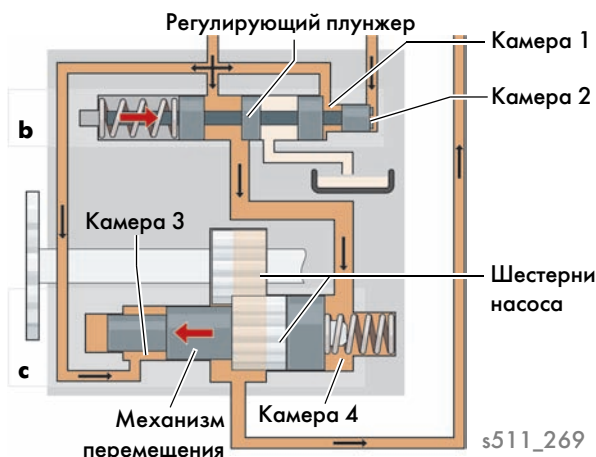 Регулирующий плунжер
Камера 1
Камера 2
b
Камера 3
Шестерни
насоса
c
Механизм
перемещения
Камера 4
s511_269